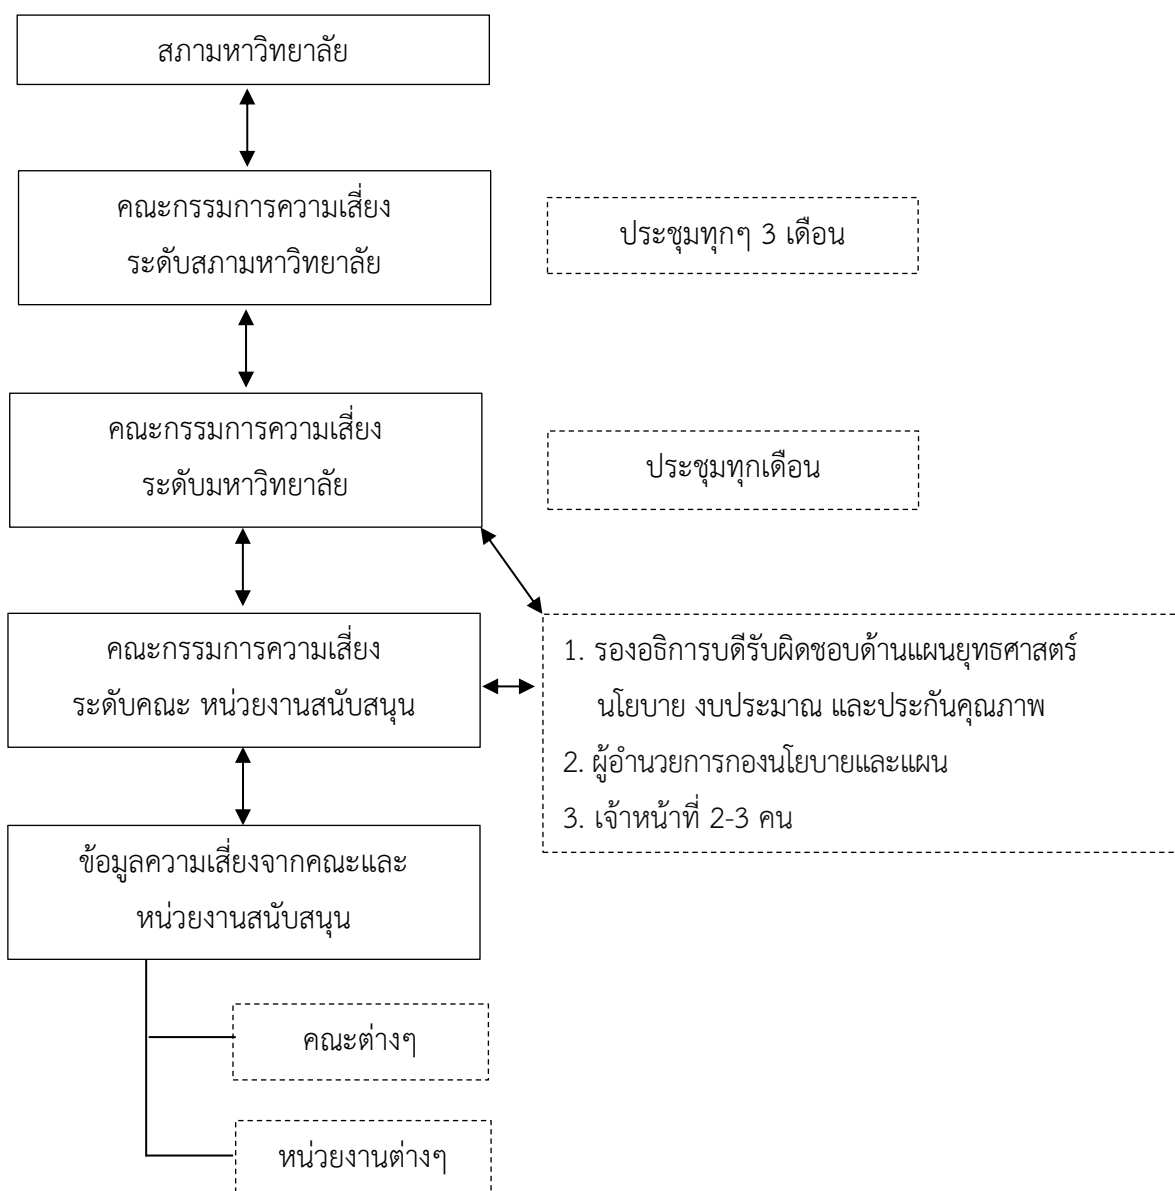 สภามหาวิทยาลัย
คณะกรรมการความเสี่ยง
ระดับสภามหาวิทยาลัย
ประชุมทุกๆ 3 เดือน
คณะกรรมการความเสี่ยง
ระดับมหาวิทยาลัย
ประชุมทุกเดือน
คณะกรรมการความเสี่ยง
ระดับคณะ หน่วยงานสนับสนุน
1. รองอธิการบดีรับผิดชอบด้านแผนยุทธศาสตร์
นโยบาย งบประมาณ และประกันคุณภาพ
2. ผู้อำนวยการกองนโยบายและแผน
3. เจ้าหน้าที่ 2-3 คน
ข้อมูลความเสี่ยงจากคณะและ
หน่วยงานสนับสนุน
คณะต่างๆ
หน่วยงานต่างๆ